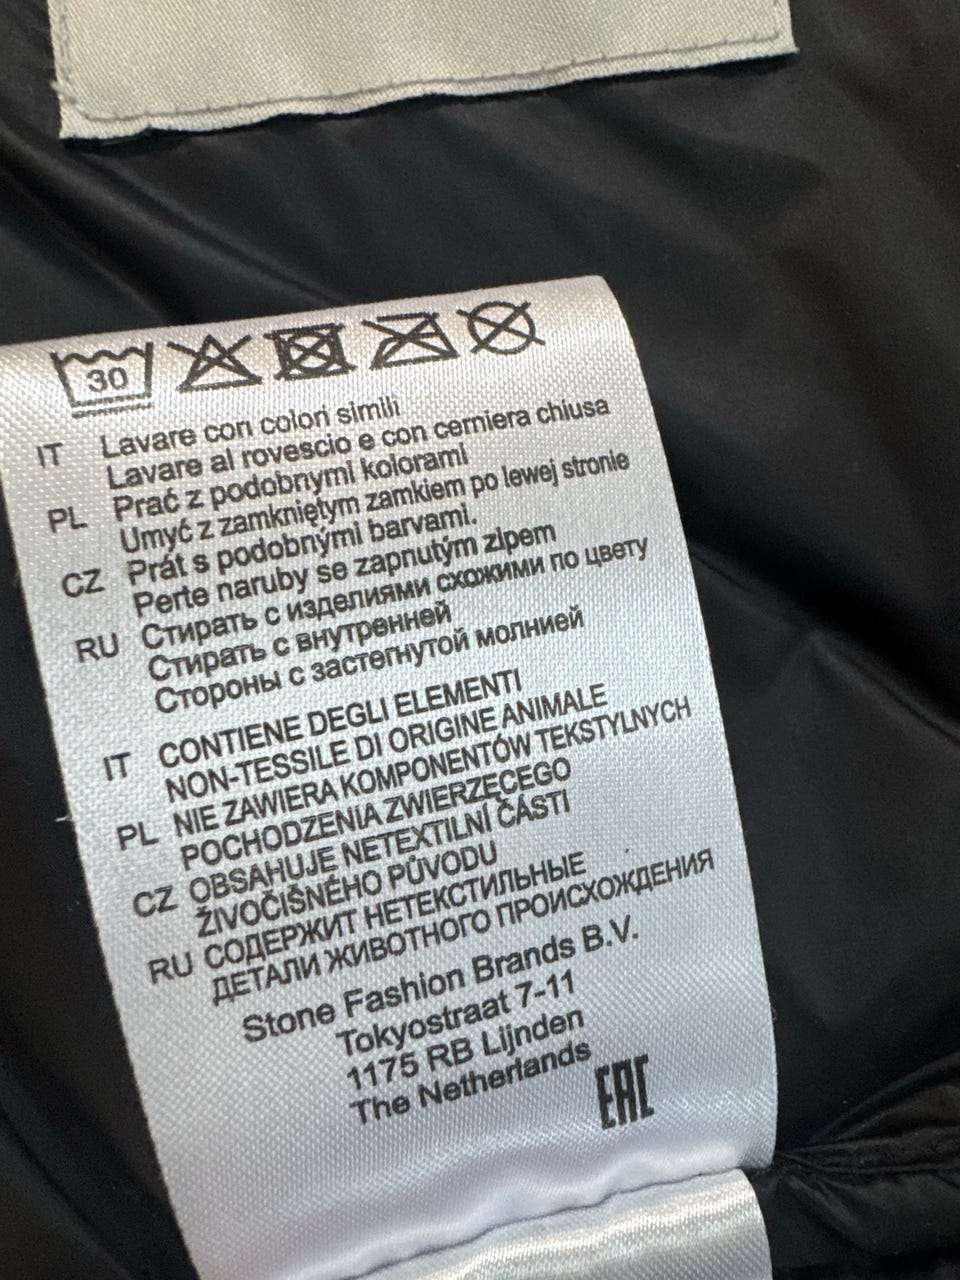 30
IT Lavare con colori simili
Lavare al rovescio e con cerniera chiusa
PL Prać z podobnymi kolorami
Umyć z zamkniętym zamkiem po lewej stronie
CZ Prát s podobnými barvami.
Perte naruby se zapnutým zipem
RU Стирать с изделиями схожими по цвету
Стирать с внутренней
Стороны с застегнутой молнией
IT CONTIENE DEGLI ELEMENTI
NON-TESSILE DI ORIGINE ANIMALE
PL NIE ZAWIERA KOMPONENTÓW TEKSTYLNYCH
POCHODZENIA ZWIERZĘCEGO
CZ OBSAHUJE NETEXTILNÍ ČÁSTI
ŽIVOČIŠNÉHO PŮVODU
RU СОДЕРЖИТ НЕТЕКСТИЛЬНЫЕ
ДЕТАЛИ ЖИВОТНОГО ПРОИСХОЖДЕНИЯ
Stone Fashion Brands B.V.
Tokyostraat 7-11
1175 RB Lijnden
The Netherlands
EAC